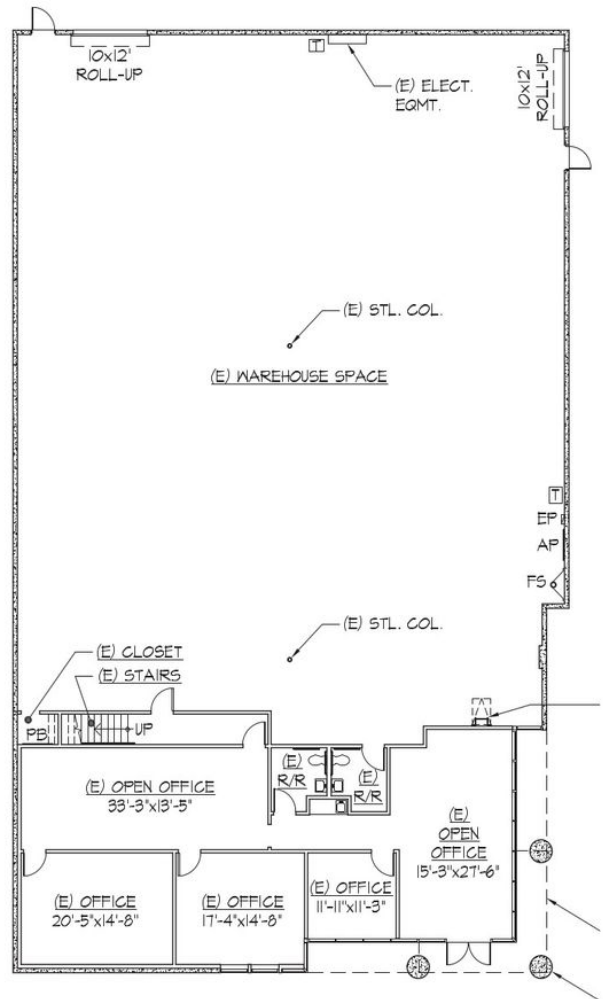 10x12'
ROLL-UP
T
(E) ELECT.
EQMT.
10x12'
ROLL-UP
(E) STL. COL.
(E) WAREHOUSE SPACE
T
EP
AP
FS
(E) STL. COL.
(E) CLOSET
(E) STAIRS
PB
UP
(E)
R/R
(E)
R/R
(E) OPEN OFFICE
33'-3"x13'-5"
(E)
OPEN
OFFICE
15'-3"x27'-6"
(E) OFFICE
20'-5"x14'-8"
(E) OFFICE
17'-4"x14'-8"
(E) OFFICE
11'-11"x11'-3"